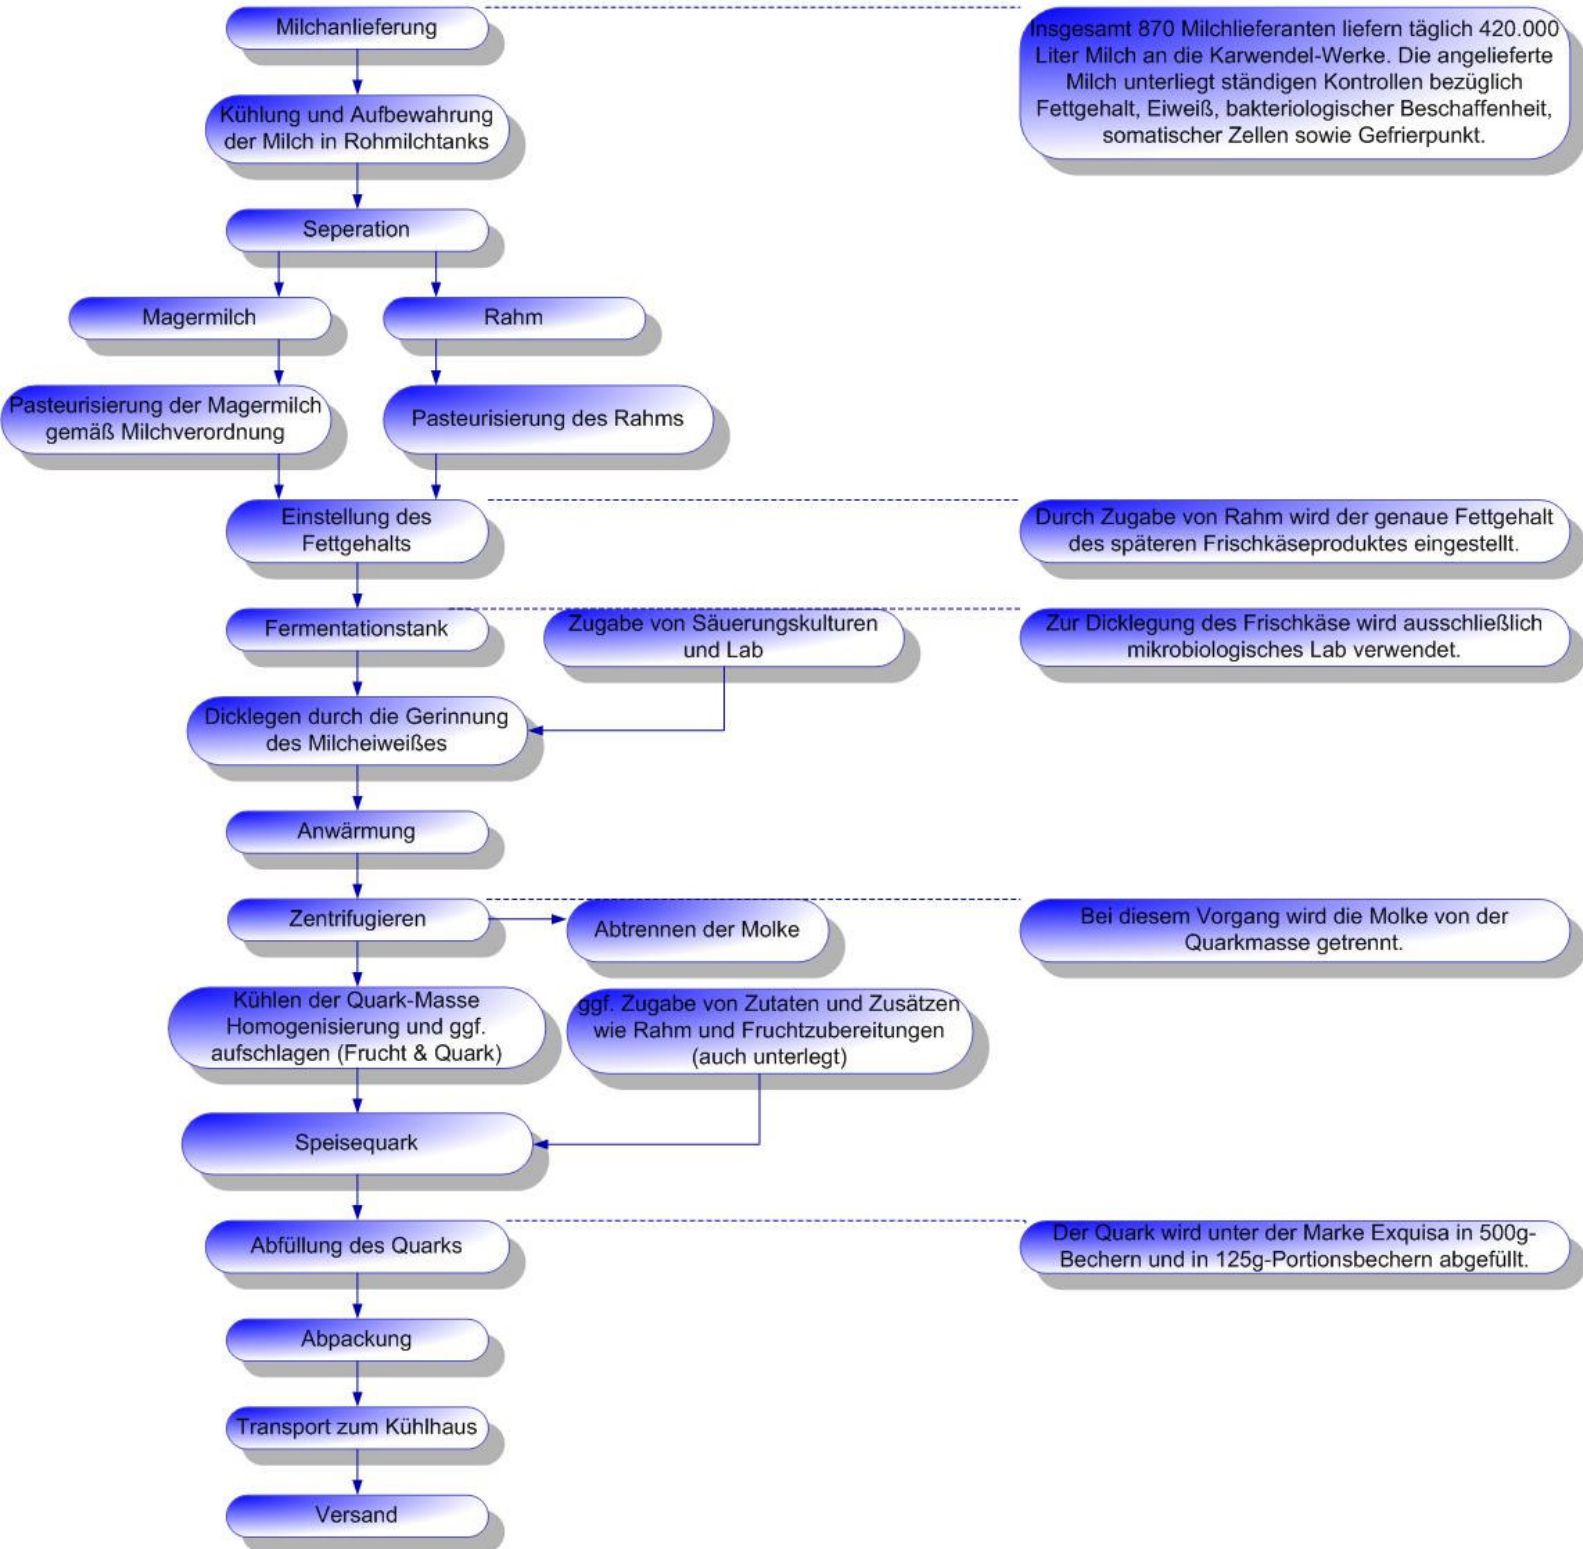 Milchanlieferung
Insgesamt 870 Milchlieferanten liefern täglich 420.000
Liter Milch an die Karwendel-Werke. Die angelieferte
Milch unterliegt ständigen Kontrollen bezüglich
Fettgehalt, Eiweiß, bakteriologischer Beschaffenheit,
somatischer Zellen sowie Gefrierpunkt.
Kühlung und Aufbewahrung
der Milch in Rohmilchtanks
Seperation
Magermilch
Rahm
Pasteurisierung der Magermilch
gemäß Milchverordnung
Pasteurisierung des Rahms
Einstellung des
Fettgehalts
Durch Zugabe von Rahm wird der genaue Fettgehalt
des späteren Frischkäseproduktes eingestellt.
Fermentationstank
Zugabe von Säuerungskulturen
und Lab
Zur Dicklegung des Frischkäse wird ausschließlich
mikrobiologisches Lab verwendet.
Dicklegen durch die Gerinnung
des Milcheiweißes
Anwärmung
Zentrifugieren
Abtrennen der Molke
Bei diesem Vorgang wird die Molke von der
Quarkmasse getrennt.
Kühlen der Quark-Masse
Homogenisierung und ggf.
aufschlagen (Frucht & Quark)
ggf. Zugabe von Zutaten und Zusätzen
wie Rahm und Fruchtzubereitungen
(auch unterlegt)
Speisequark
Abfüllung des Quarks
Der Quark wird unter der Marke Exquisa in 500g-
Bechern und in 125g-Portionsbechern abgefüllt.
Abpackung
Transport zum Kühlhaus
Versand